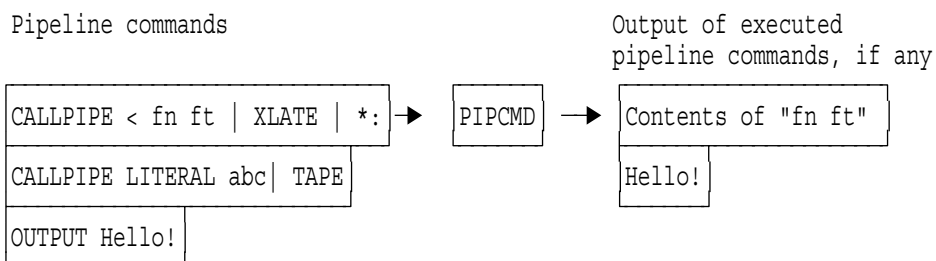 Pipeline commands
Output of executed
pipeline commands, if any
CALLPIPE < fn ft | XLATE | *:
PIPCMD
Contents of "fn ft"
CALLPIPE LITERAL abc| TAPE
Hello!
OUTPUT Hello!